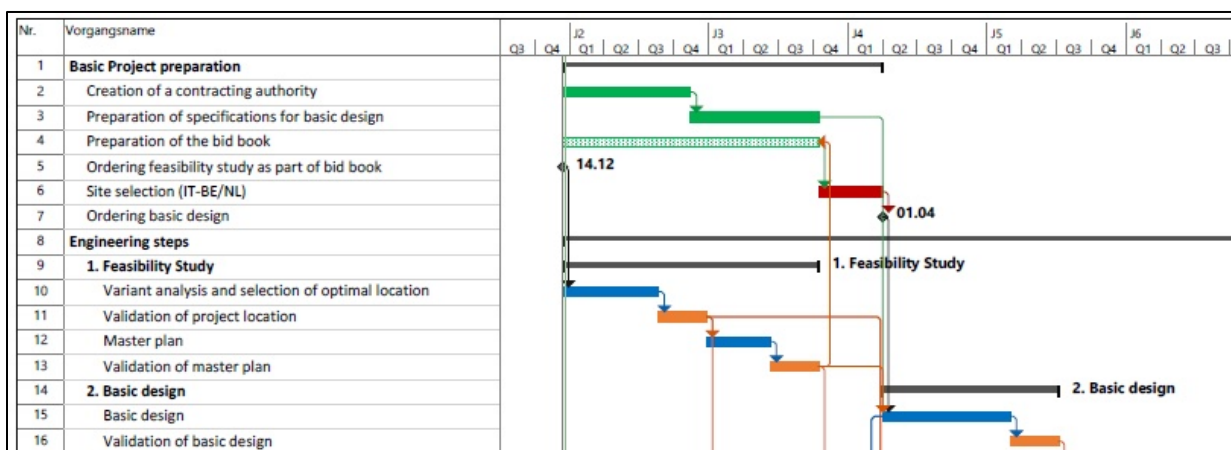 Nr. Vorgangsname J2 J3 J4 J5 J6
Q3 Q4 Q1 Q2 Q3 Q4 Q1 Q2 Q3 Q4 Q1 Q2 Q3 Q4 Q1 Q2 Q3 Q4 Q1 Q2 Q3
1 Basic Project preparation
2 Creation of a contracting authority
3 Preparation of specifications for basic design
4 Preparation of the bid book
5 Ordering feasibility study as part of bid book 14.12
6 Site selection (IT-BE/NL)
7 Ordering basic design 01.04
8 Engineering steps
9 1. Feasibility Study 1. Feasibility Study
10 Variant analysis and selection of optimal location
11 Validation of project location
12 Master plan
13 Validation of master plan
14 2. Basic design 2. Basic design
15 Basic design
16 Validation of basic design